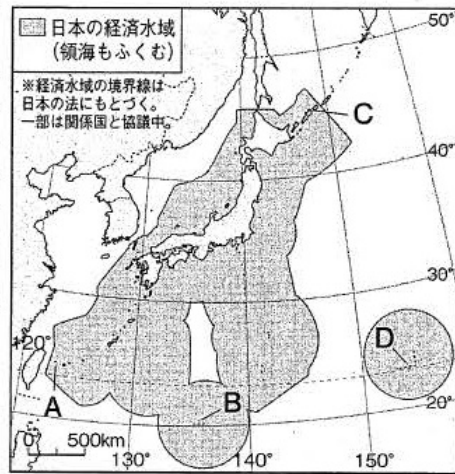 日本の経済水域
(領海もふくむ)
※経済水域の境界線は
日本の法にもとづく。
一部は関係国と協議中。
50°
C
40°
30°
D
120°
A
B
20°
0 500km
130° 140° 150°